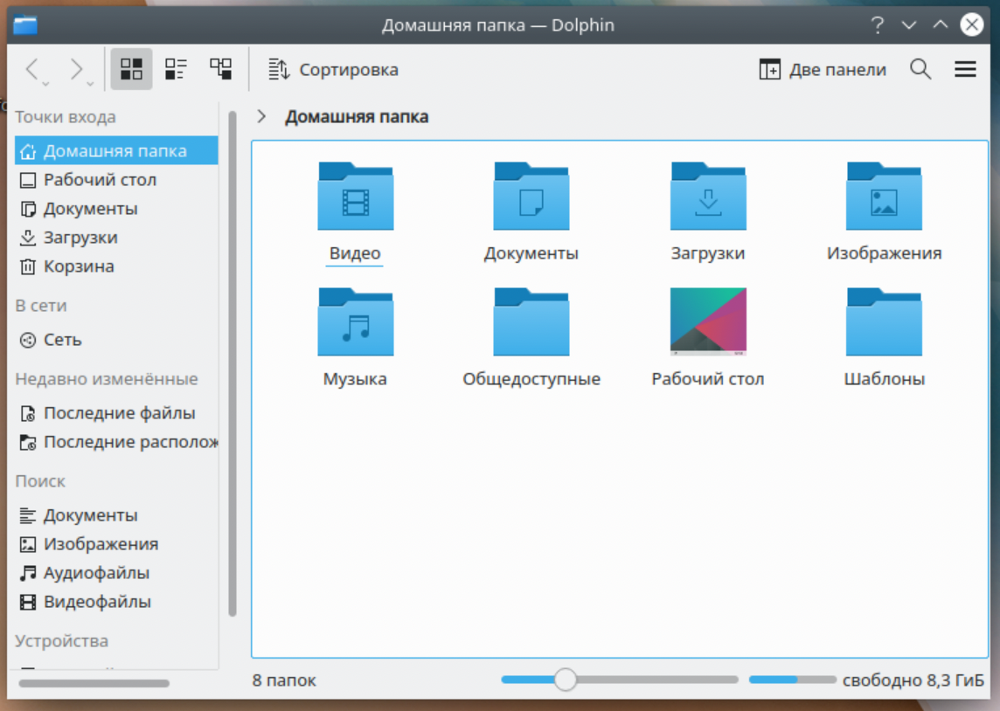 Домашняя папка — Dolphin
Сортировка
Две панели
Точки входа
Домашняя папка
Рабочий стол
Документы
Загрузки
Корзина
В сети
Сеть
Недавно изменённые
Последние файлы
Последние располож
Поиск
Документы
Изображения
Аудиофайлы
Видеофайлы
Устройства
Домашняя папка
Видео
Документы
Загрузки
Изображения
Музыка
Общедоступные
Рабочий стол
Шаблоны
8 папок
свободно 8,3 ГиБ